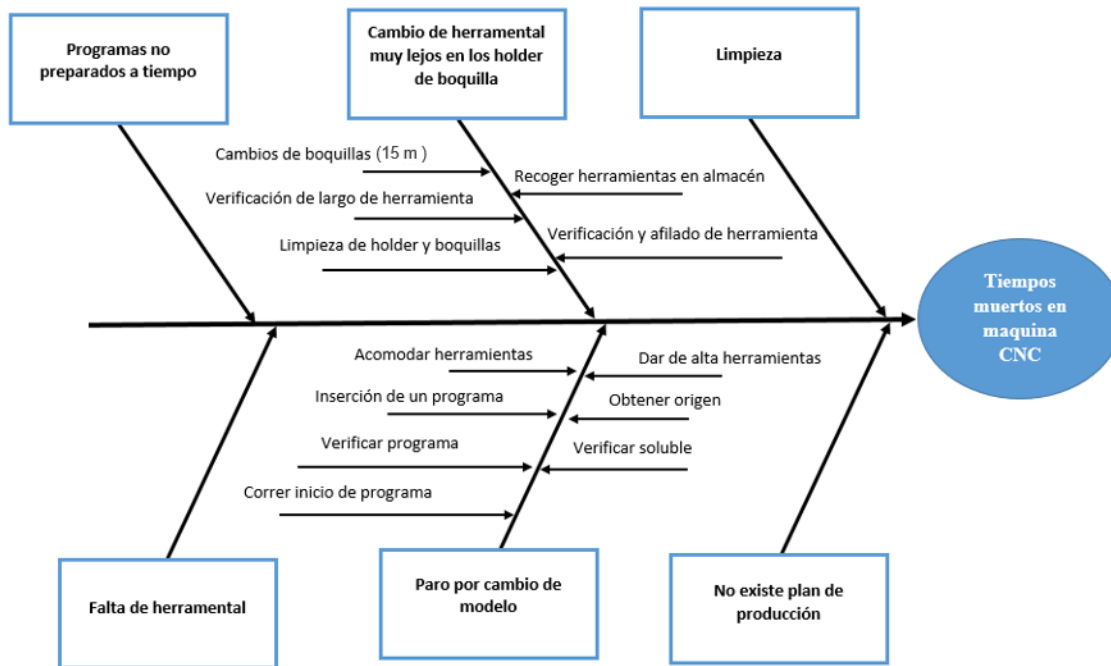 Programas no
preparados a tiempo
Cambio de herramental
muy lejos en los holder
de boquilla
Limpieza
Cambios de boquillas (15 m )
Recoger herramientas en almacén
Verificación de largo de herramienta
Verificación y afilado de herramienta
Limpieza de holder y boquillas
Tiempos
muertos en
maquina
CNC
Acomodar herramientas
Dar de alta herramientas
Inserción de un programa
Obtener origen
Verificar programa
Verificar soluble
Correr inicio de programa
Falta de herramental
Paro por cambio de
modelo
No existe plan de
producción